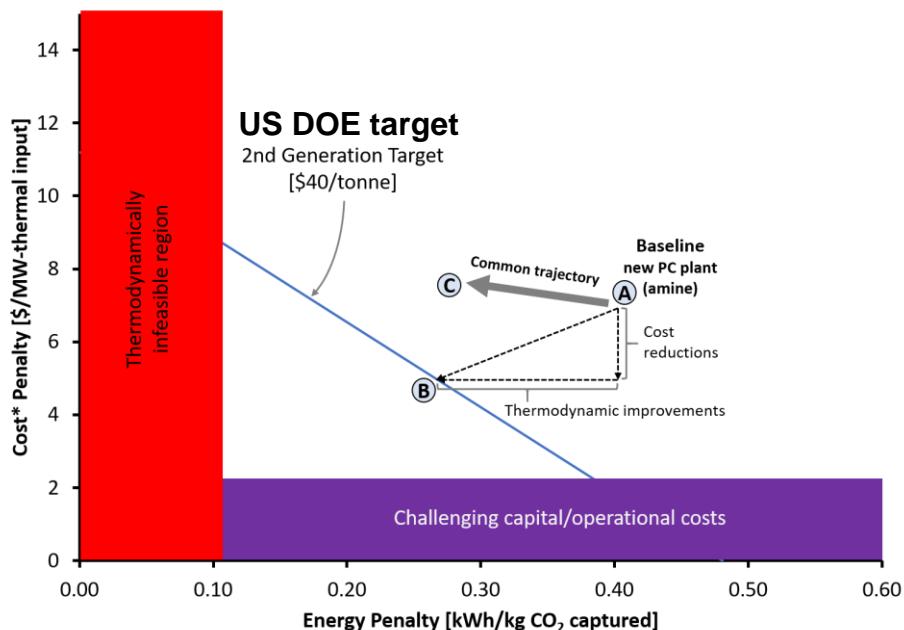 14
12
10
8
6
4
2
0
Cost* Penalty [$/MW-thermal input]
Thermodynamically
infeasible region
US DOE target
2nd Generation Target
[$40/tonne]
Baseline
new PC plant
(amine)
Common trajectory
C
A
Cost
reductions
B
Thermodynamic improvements
Challenging capital/operational costs
0.00
0.10
0.20
0.30
0.40
0.50
0.60
Energy Penalty [kWh/kg CO₂ captured]